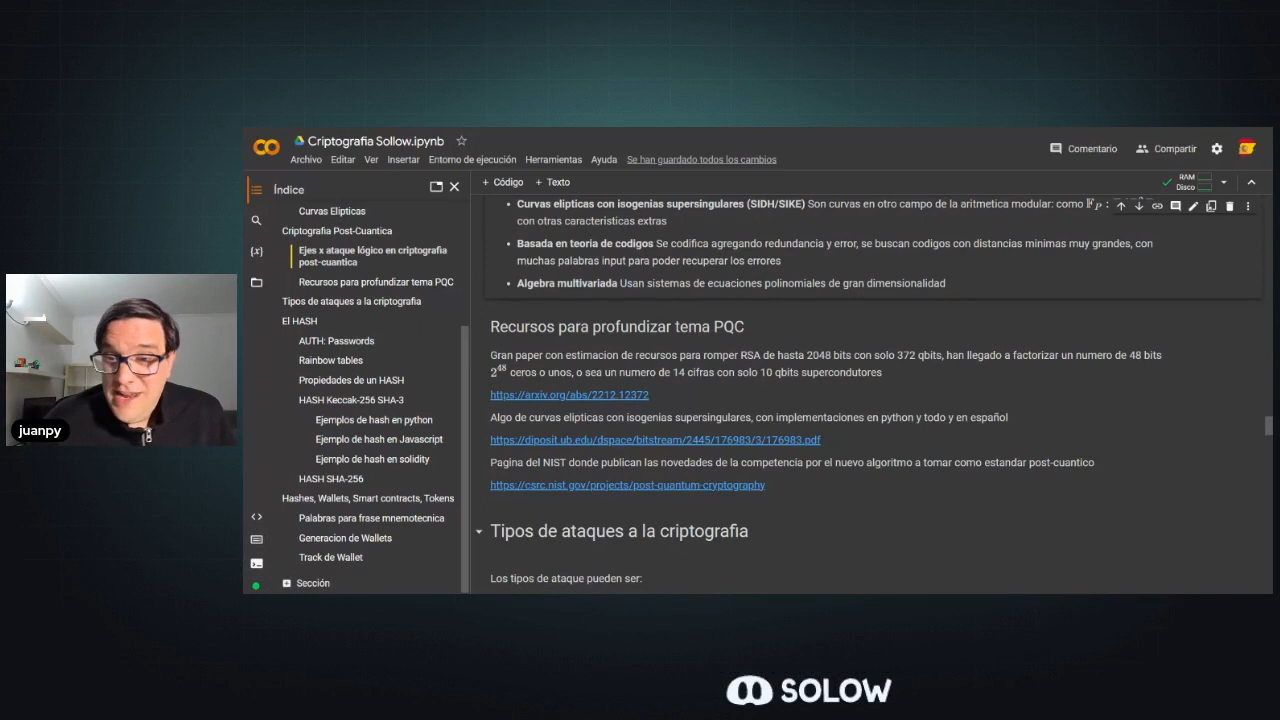 Criptografia Sollow.ipynb
Archivo Editar Ver Insertar Entorno de ejecución Herramientas Ayuda Se han guardado todos los cambios
Comentario Compartir
Índice
+ Código + Texto
RAM
Disco
Curvas Elipticas
Criptografia Post-Cuantica
Ejes x ataque lógico en criptografia
post-cuantica
Recursos para profundizar tema PQC
Tipos de ataques a la criptografia
El HASH
AUTH: Passwords
Rainbow tables
Propiedades de un HASH
HASH Keccak-256 SHA-3
Ejemplos de hash en python
Ejemplo de hash en Javascript
Ejemplo de hash en solidity
HASH SHA-256
Hashes, Wallets, Smart contracts, Tokens
Palabras para frase mnemotecnica
Generacion de Wallets
Track de Wallet
Sección
• Curvas elipticas con isogenias supersingulares (SIDH/SIKE) Son curvas en otro campo de la aritmetica modular: como 𝔽P :
con otras caracteristicas extras
• Basada en teoria de codigos Se codifica agregando redundancia y error, se buscan codigos con distancias minimas muy grandes, con
muchas palabras input para poder recuperar los errores
• Algebra multivariada Usan sistemas de ecuaciones polinomiales de gran dimensionalidad
Recursos para profundizar tema PQC
Gran paper con estimacion de recursos para romper RSA de hasta 2048 bits con solo 372 qbits, han llegado a factorizar un numero de 48 bits
2^48 ceros o unos, o sea un numero de 14 cifras con solo 10 qbits supercondutores
https://arxiv.org/abs/2212.12372
Algo de curvas elipticas con isogenias supersingulares, con implementaciones en python y todo y en español
https://diposit.ub.edu/dspace/bitstream/2445/176983/3/176983.pdf
Pagina del NIST donde publican las novedades de la competencia por el nuevo algoritmo a tomar como estandar post-cuantico
https://csrc.nist.gov/projects/post-quantum-cryptography
Tipos de ataques a la criptografia
Los tipos de ataque pueden ser:
juanpy
SOLOW